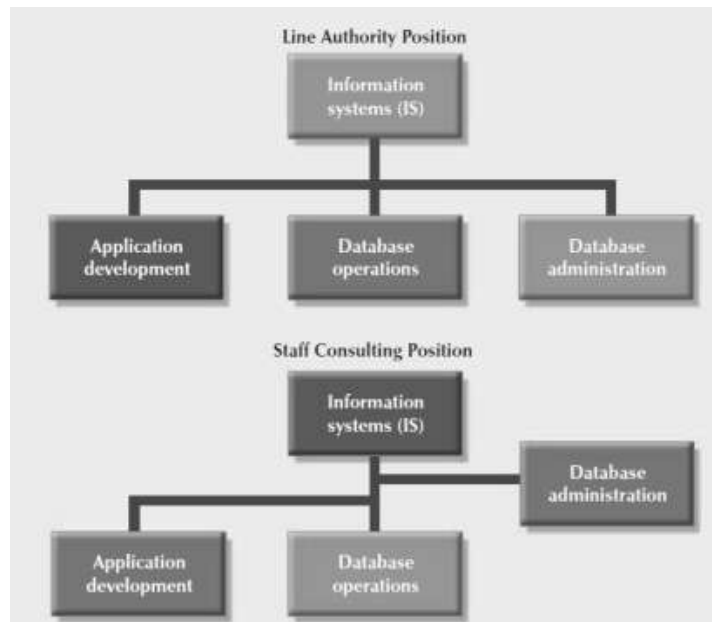 Line Authority Position
Information
systems (IS)
Application
development
Database
operations
Database
administration
Staff Consulting Position
Information
systems (IS)
Database
administration
Application
development
Database
operations